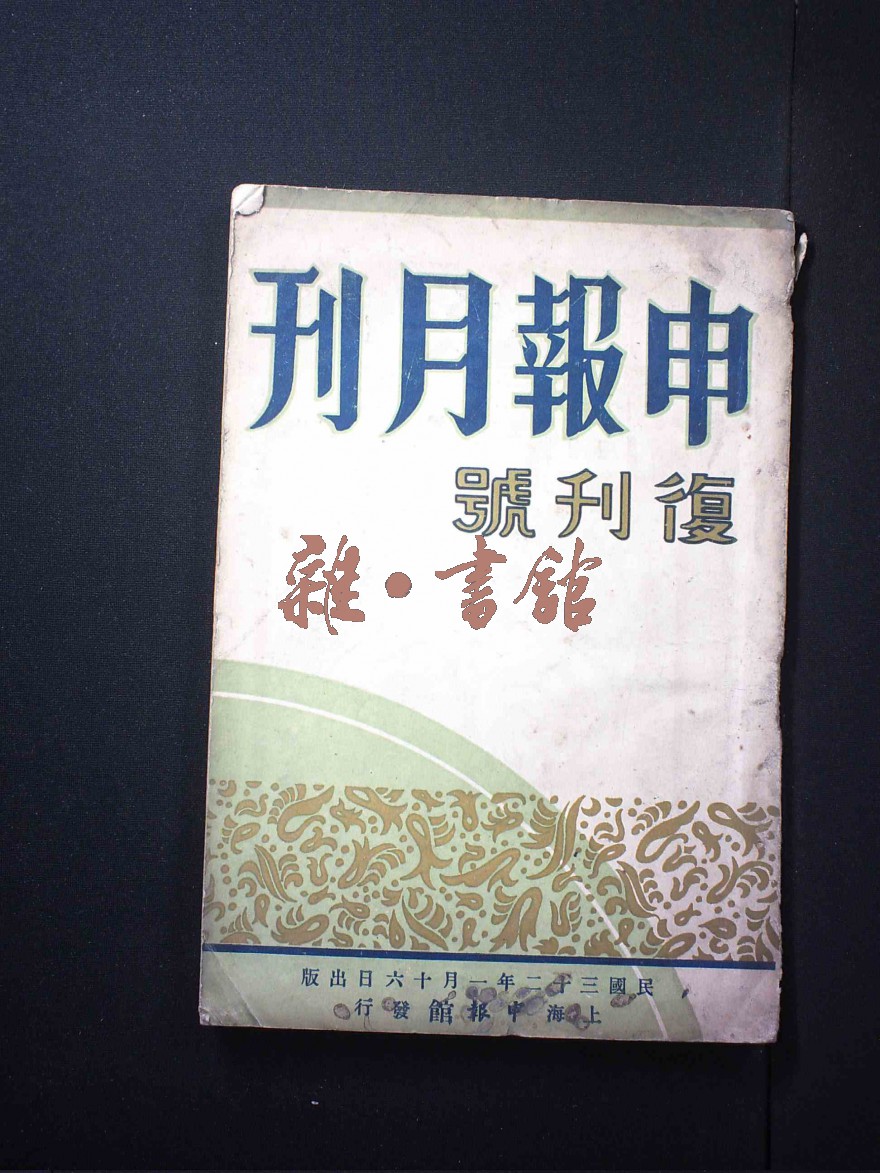 申報月刊
復刊號
雜·書館
民國三十二年一月十六日出版
上海申報館發行